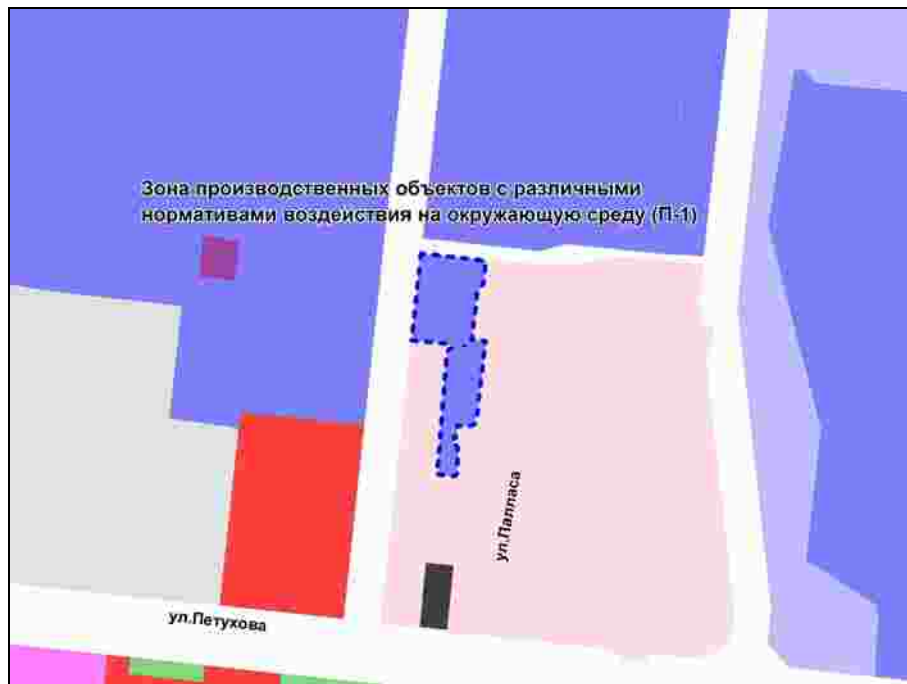 Зона производственных объектов с различными
нормативами воздействия на окружающую среду (П-1)
ул.Палласа
ул.Петухова